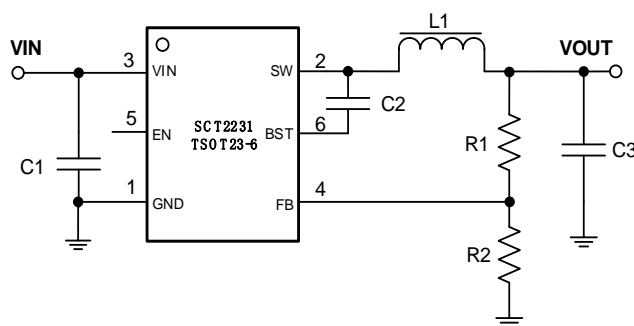 L1
VIN
VOUT
3
VIN
SW
2
C2
SCT2231
TSOT23-6
5
EN
BST
6
R1
C1
C3
1
GND
FB
4
R2